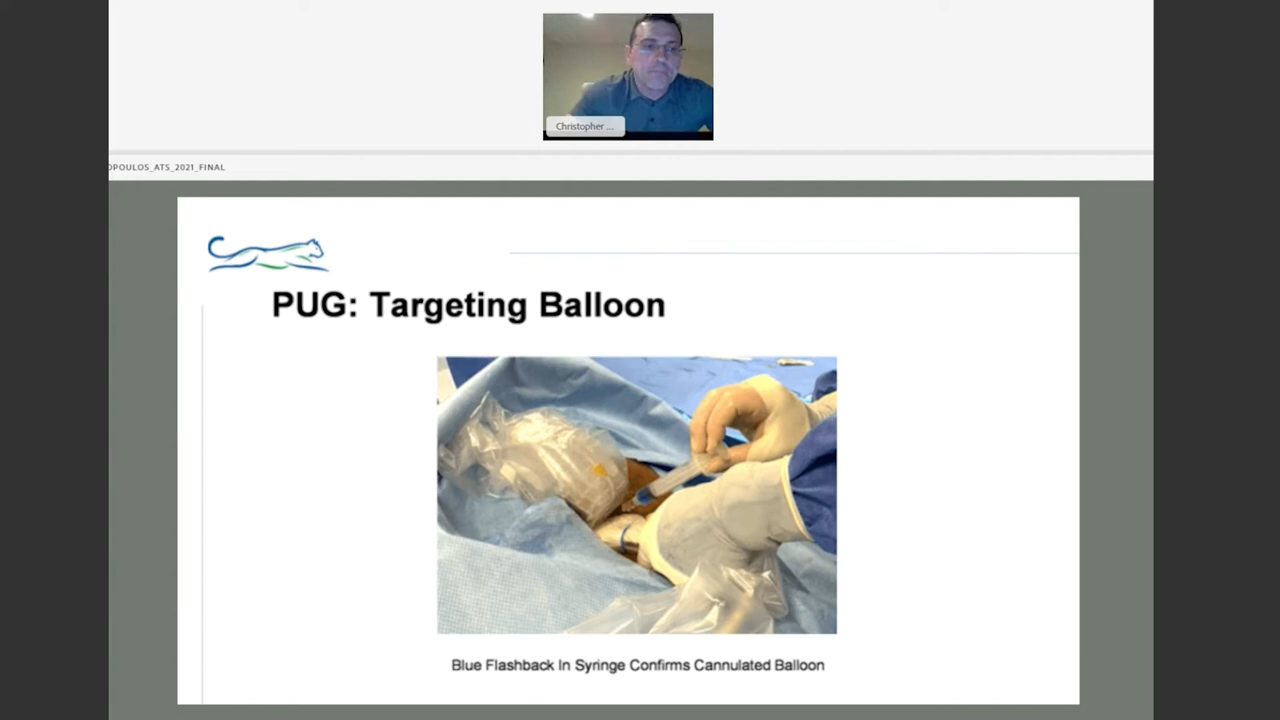 Christopher ...
OPOULOS_ATS_2021_FINAL
PUG: Targeting Balloon
Blue Flashback In Syringe Confirms Cannulated Balloon